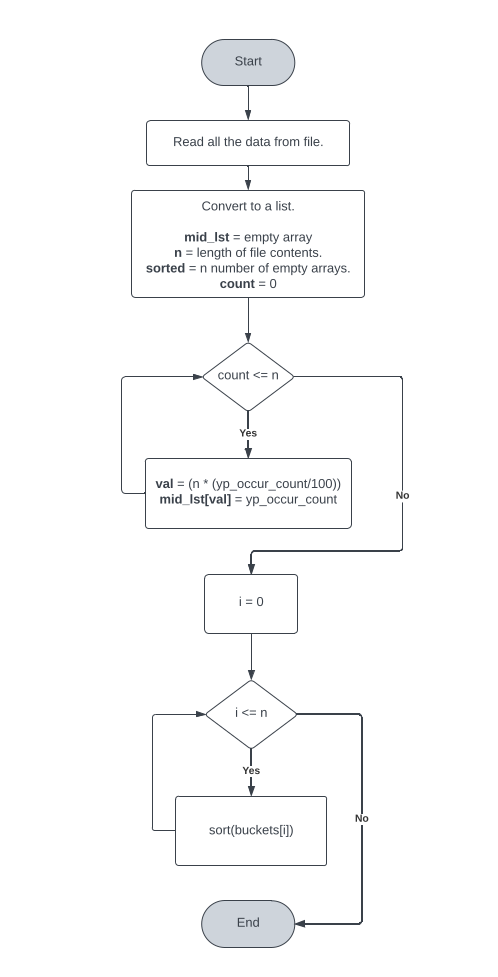 Start
Read all the data from file.
Convert to a list.
mid_lst = empty array
n = length of file contents.
sorted = n number of empty arrays.
count = 0
count <= n
Yes
val = (n * (yp_occur_count/100))
mid_lst[val] = yp_occur_count
No
i = 0
i <= n
Yes
No
sort(buckets[i])
End